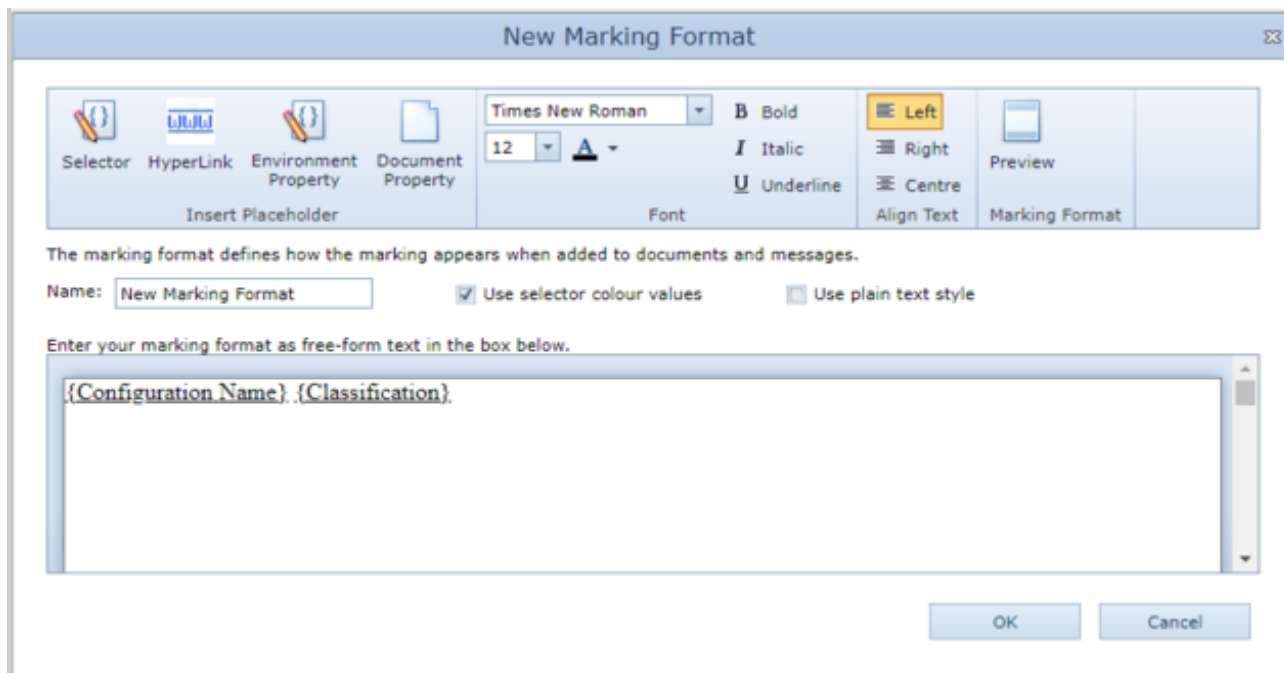 New Marking Format
Selector
HyperLink
Environment
Property
Document
Property
Insert Placeholder
Times New Roman
12
A
B Bold
I Italic
U Underline
Font
Left
Right
Centre
Align Text
Preview
Marking Format
The marking format defines how the marking appears when added to documents and messages.
Name: New Marking Format
Use selector colour values
Use plain text style
Enter your marking format as free-form text in the box below.
{Configuration Name} {Classification}
OK
Cancel